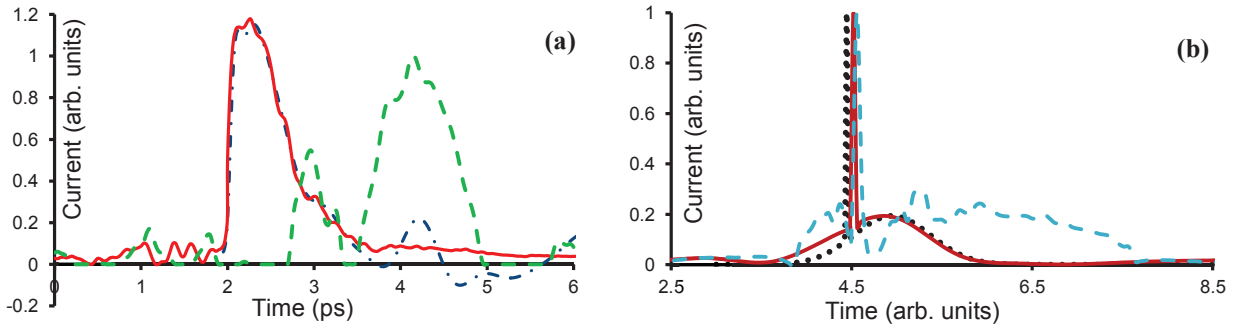 (a)
Current (arb. units)
1.2
1
0.8
0.6
0.4
0.2
0
-0.2
0 1 2 3 4 5 6
Time (ps)
(b)
Current (arb. units)
1
0.8
0.6
0.4
0.2
0
2.5 4.5 6.5 8.5
Time (arb. units)